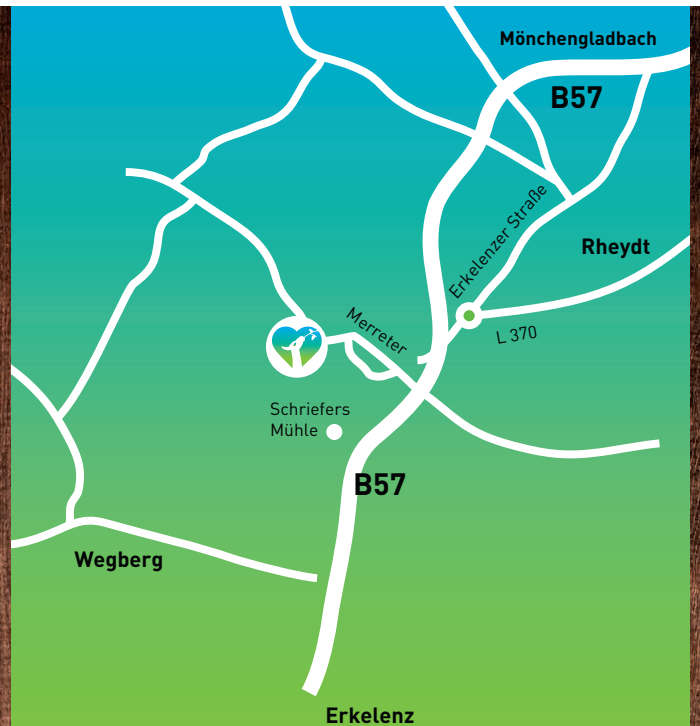 Mönchengladbach
B57
Erkelenzer Straße
Rheydt
L 370
Merreter
Schriefers
Mühle
B57
Wegberg
Erkelenz